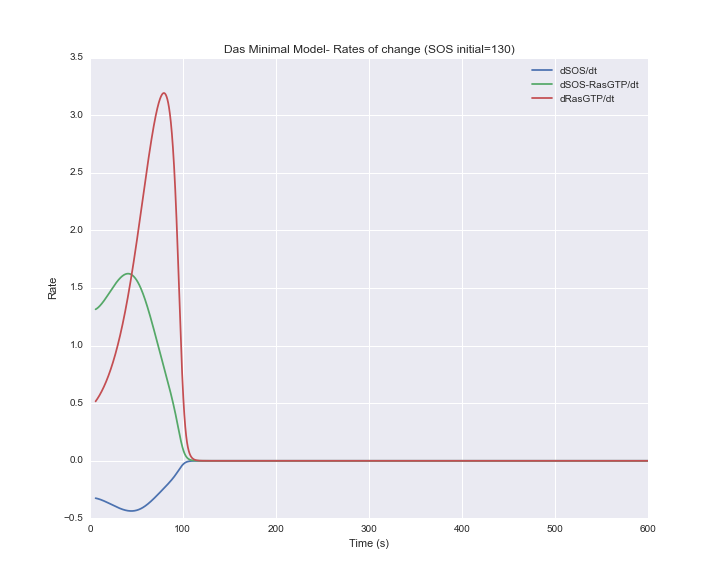 Das Minimal Model- Rates of change (SOS initial=130)
dSOS/dt
dSOS-RasGTP/dt
dRasGTP/dt
3.5
3.0
2.5
2.0
1.5
1.0
0.5
0.0
−0.5
Rate
0 100 200 300 400 500 600
Time (s)